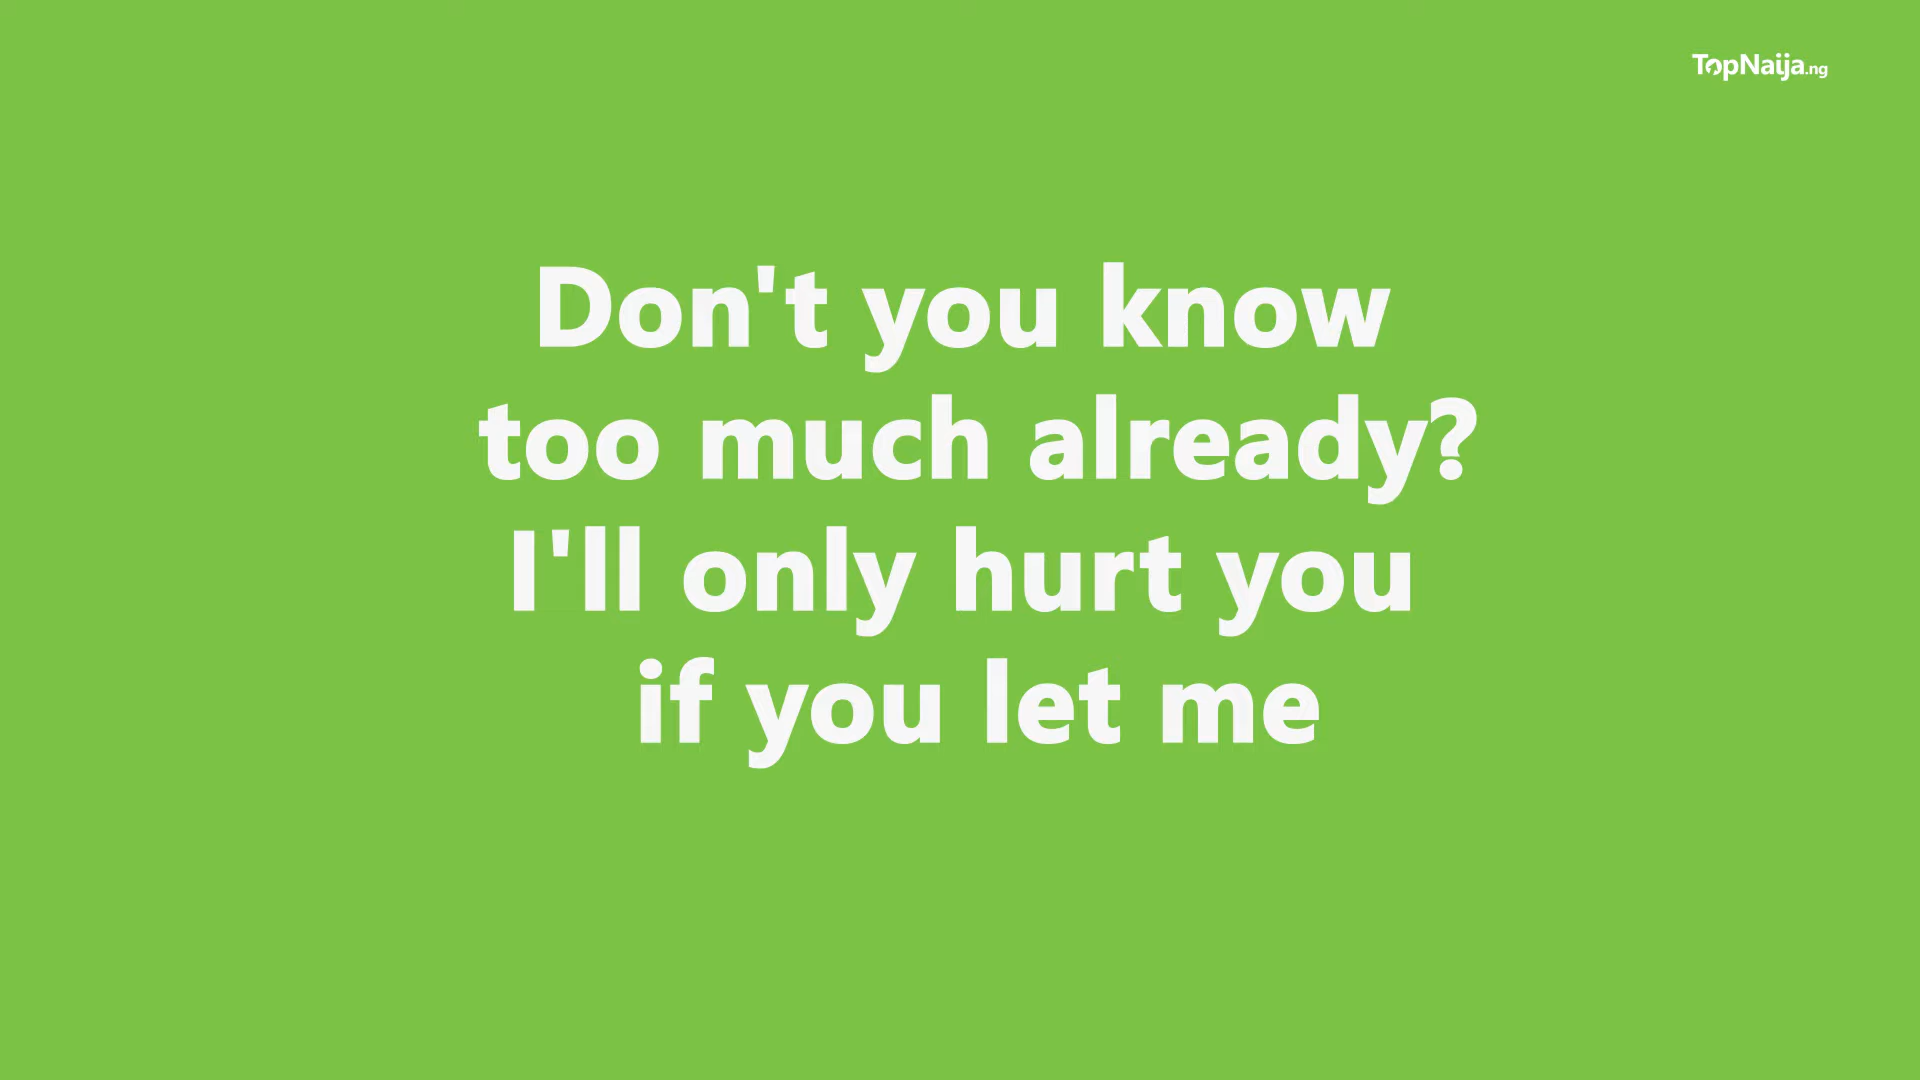 TopNaija.ng
Don't you know
too much already?
I'll only hurt you
if you let me